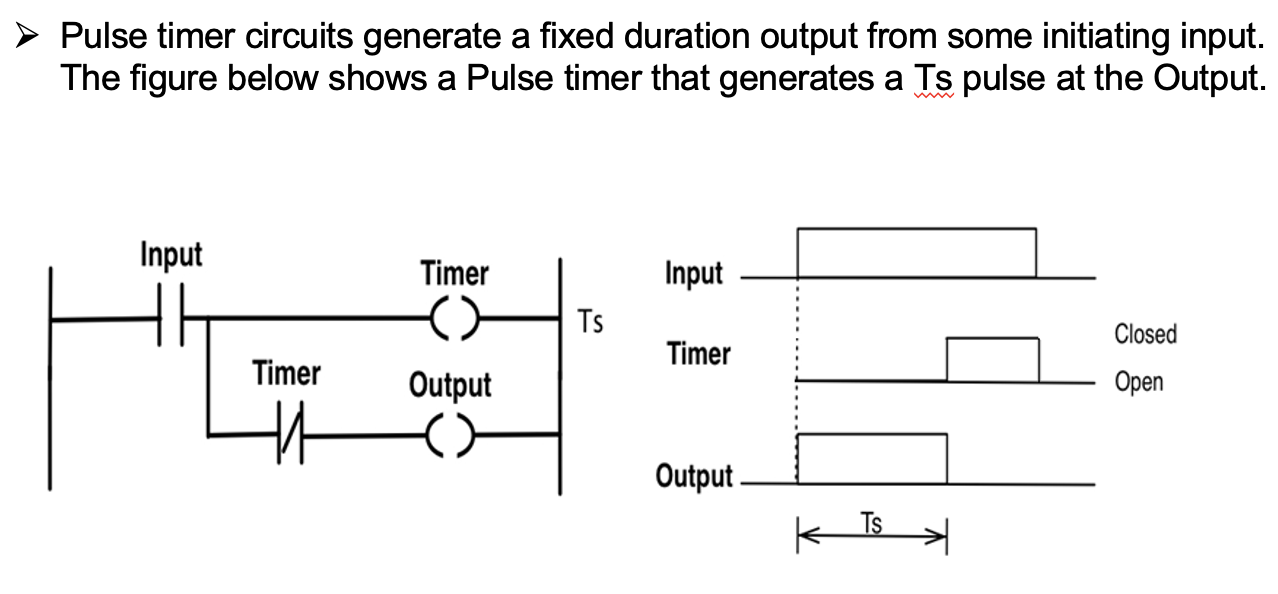 ➤ Pulse timer circuits generate a fixed duration output from some initiating input.
The figure below shows a Pulse timer that generates a Ts pulse at the Output.
Input
Timer
Ts
Timer
Output
Input
Timer
Closed
Open
Output
Ts